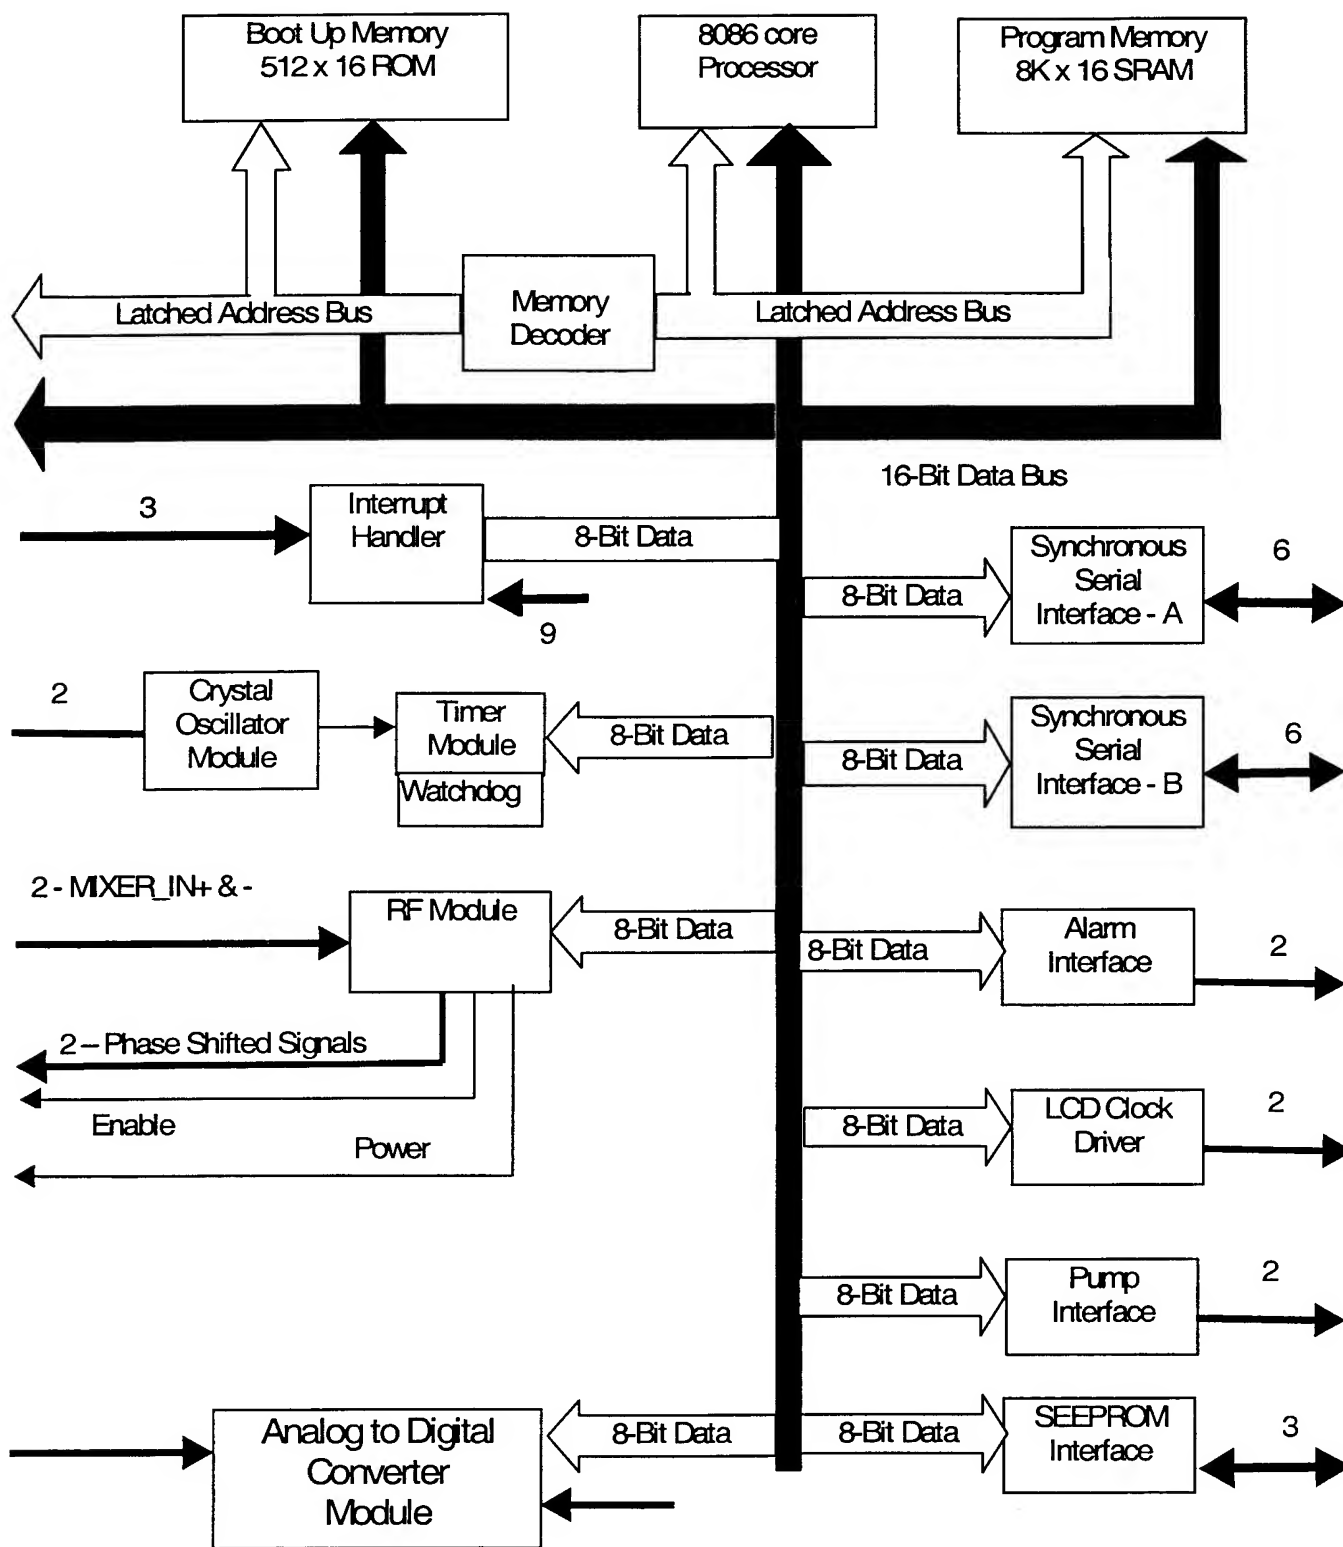 Boot Up Memory
512 x 16 ROM
8086 core
Processor
Program Memory
8K x 16 SRAM
Latched Address Bus
Memory
Decoder
Latched Address Bus
16-Bit Data Bus
3
Interrupt
Handler
8-Bit Data
9
8-Bit Data
Synchronous
Serial
Interface - A
6
2
Crystal
Oscillator
Module
Timer
Module
Watchdog
8-Bit Data
8-Bit Data
Synchronous
Serial
Interface - B
6
2 - MIXER_IN+ & -
RF Module
8-Bit Data
8-Bit Data
Alarm
Interface
2
2 – Phase Shifted Signals
Enable
Power
8-Bit Data
LCD Clock
Driver
2
8-Bit Data
Pump
Interface
2
Analog to Digital
Converter
Module
8-Bit Data
8-Bit Data
SEEPROM
Interface
3